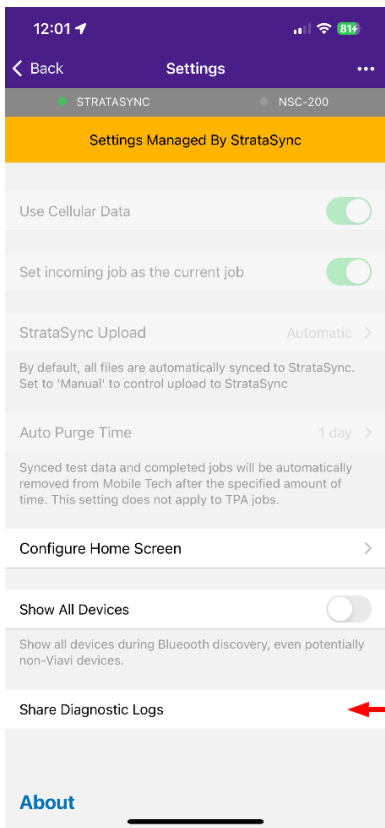 12:01
81
Back
Settings
STRATASYNC
NSC-200
Settings Managed By StrataSync
Use Cellular Data
Set incoming job as the current job
StrataSync Upload
Automatic
By default, all files are automatically synced to StrataSync.
Set to 'Manual' to control upload to StrataSync
Auto Purge Time
1 day
Synced test data and completed jobs will be automatically
removed from Mobile Tech after the specified amount of
time. This setting does not apply to TPA jobs.
Configure Home Screen
Show All Devices
Show all devices during Blueooth discovery, even potentially
non-Viavi devices.
Share Diagnostic Logs
About